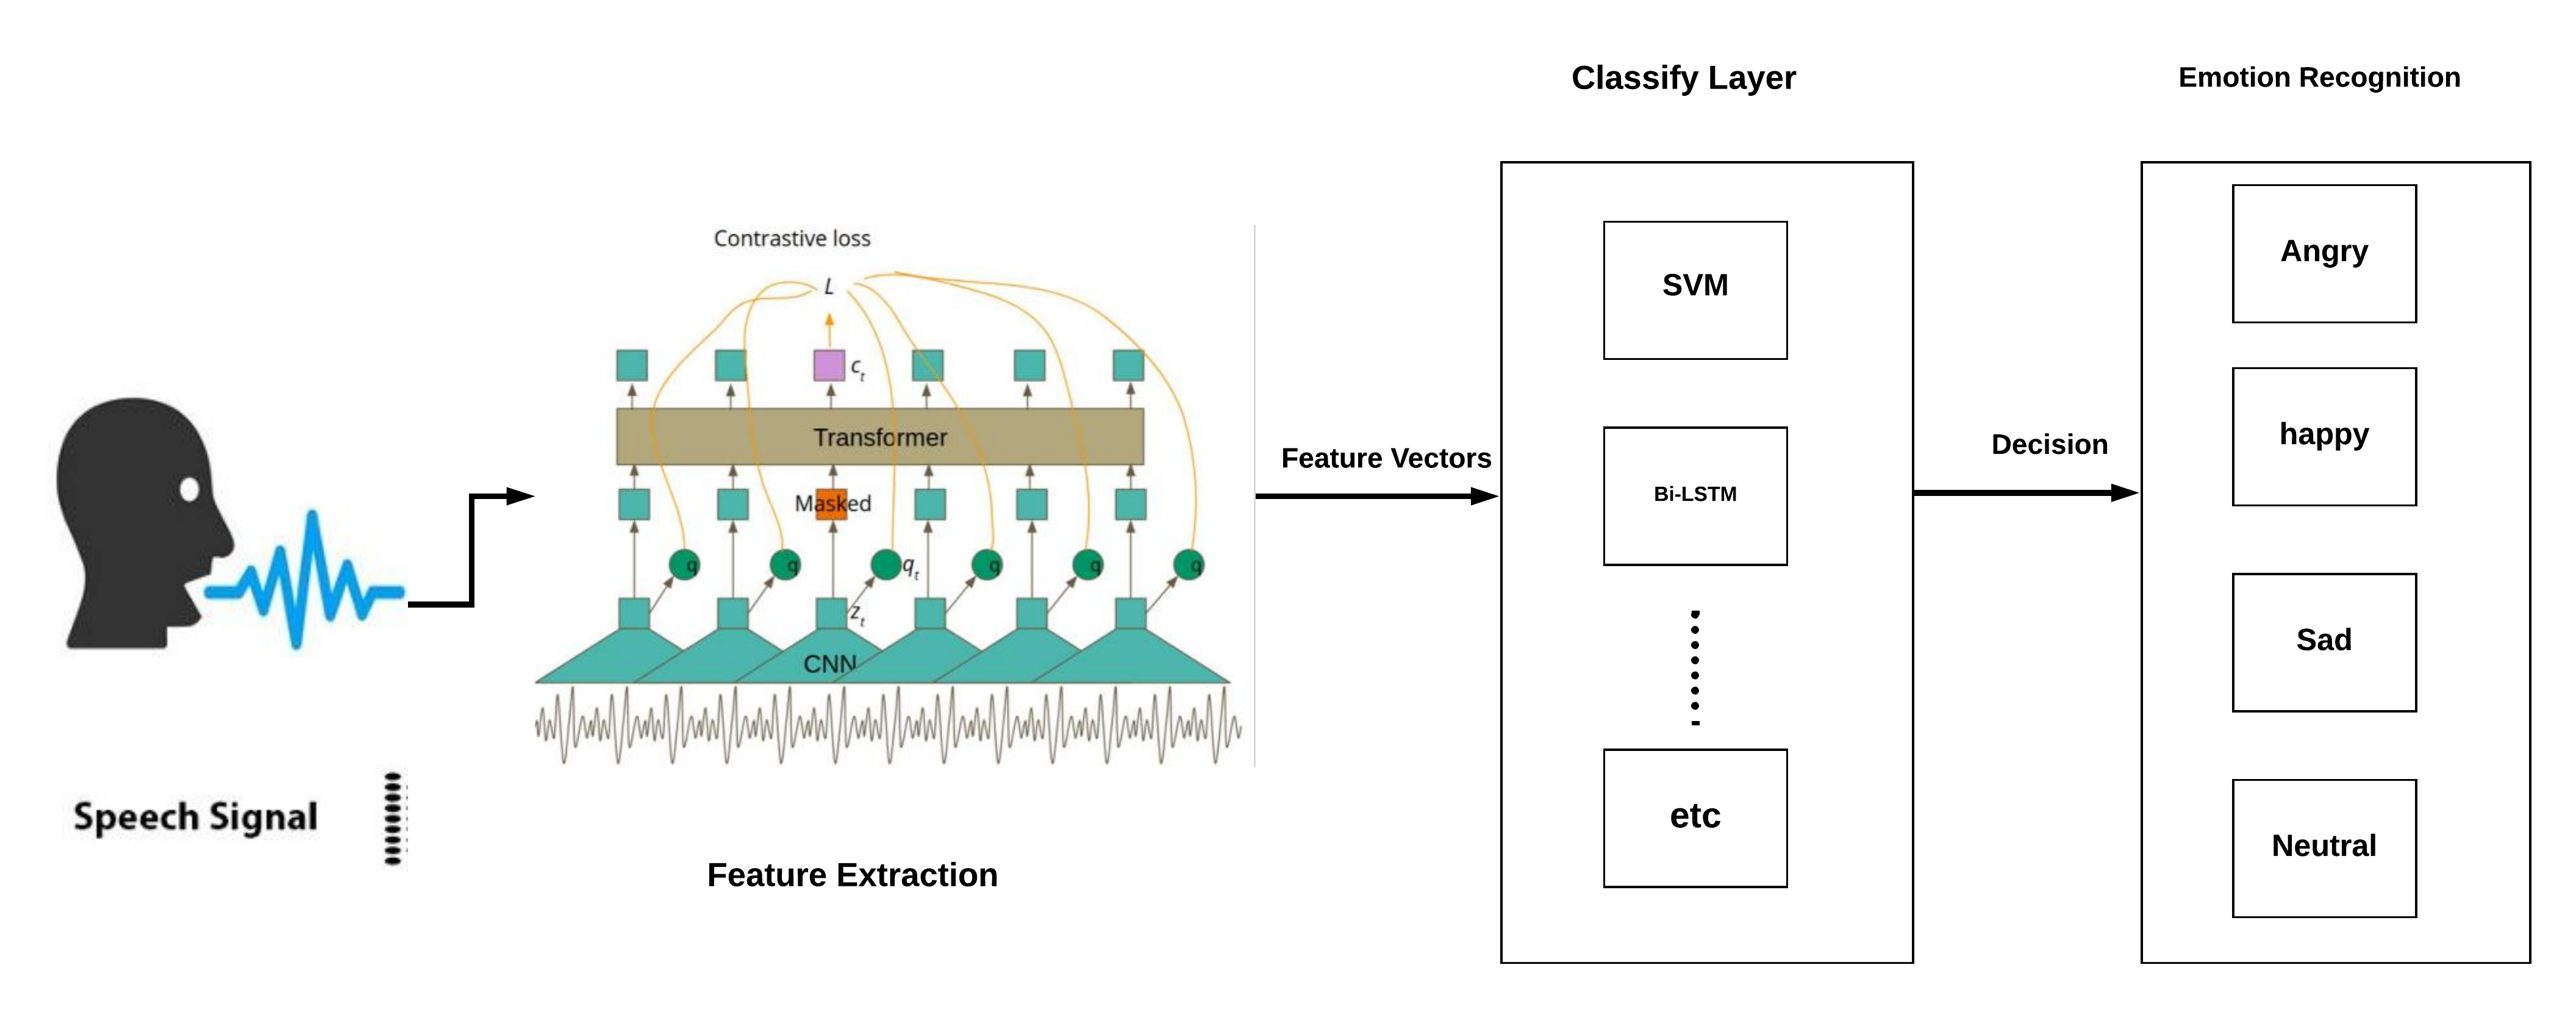 Classify Layer
Emotion Recognition
Contrastive loss
L
c_t
Transformer
Masked
q
q
q_t
q
q
q
z_t
CNN
Speech Signal
Feature Extraction
Feature Vectors
SVM
Bi-LSTM
etc
Decision
Angry
happy
Sad
Neutral